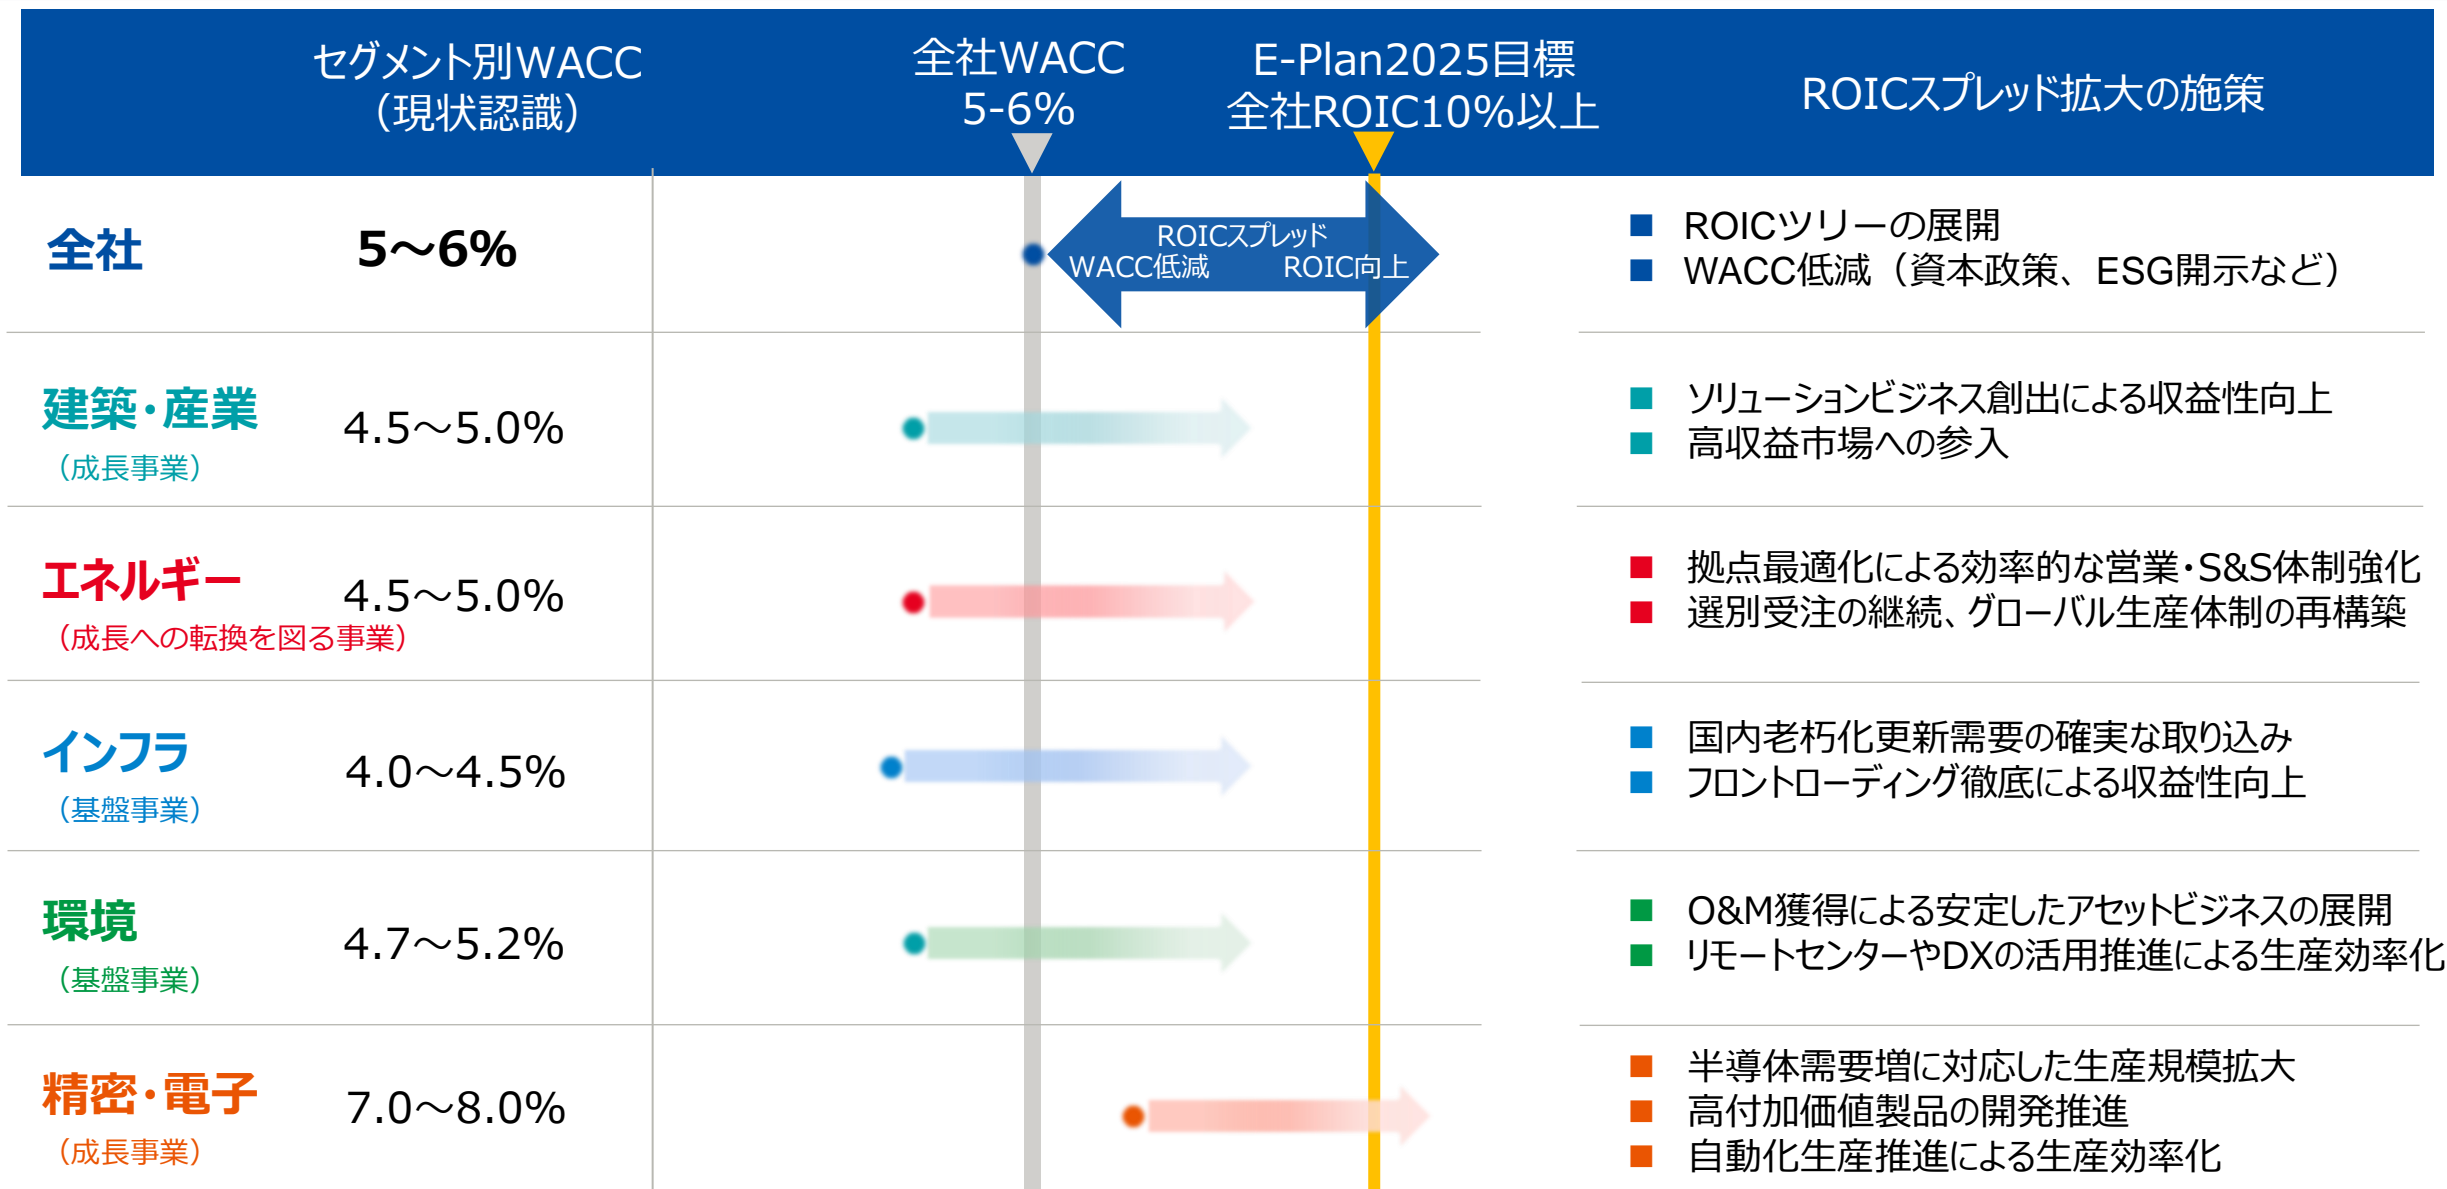 セグメント別WACC
（現状認識）
全社WACC
5-6%
E-Plan2025目標
全社ROIC10%以上
ROICスプレッド拡大の施策
全社
5～6%
ROICスプレッド
WACC低減 ROIC向上
■ ROICツリーの展開
■ WACC低減（資本政策、ESG開示など）
建築・産業
（成長事業）
4.5～5.0%
■ ソリューションビジネス創出による収益性向上
■ 高収益市場への参入
エネルギー
（成長への転換を図る事業）
4.5～5.0%
■ 拠点最適化による効率的な営業・S&S体制強化
■ 選別受注の継続、グローバル生産体制の再構築
インフラ
（基盤事業）
4.0～4.5%
■ 国内老朽化更新需要の確実な取り込み
■ フロントローディング徹底による収益性向上
環境
（基盤事業）
4.7～5.2%
■ O&M獲得による安定したアセットビジネスの展開
■ リモートセンターやDXの活用推進による生産効率化
精密・電子
（成長事業）
7.0～8.0%
■ 半導体需要増に対応した生産規模拡大
■ 高付加価値製品の開発推進
■ 自動化生産推進による生産効率化